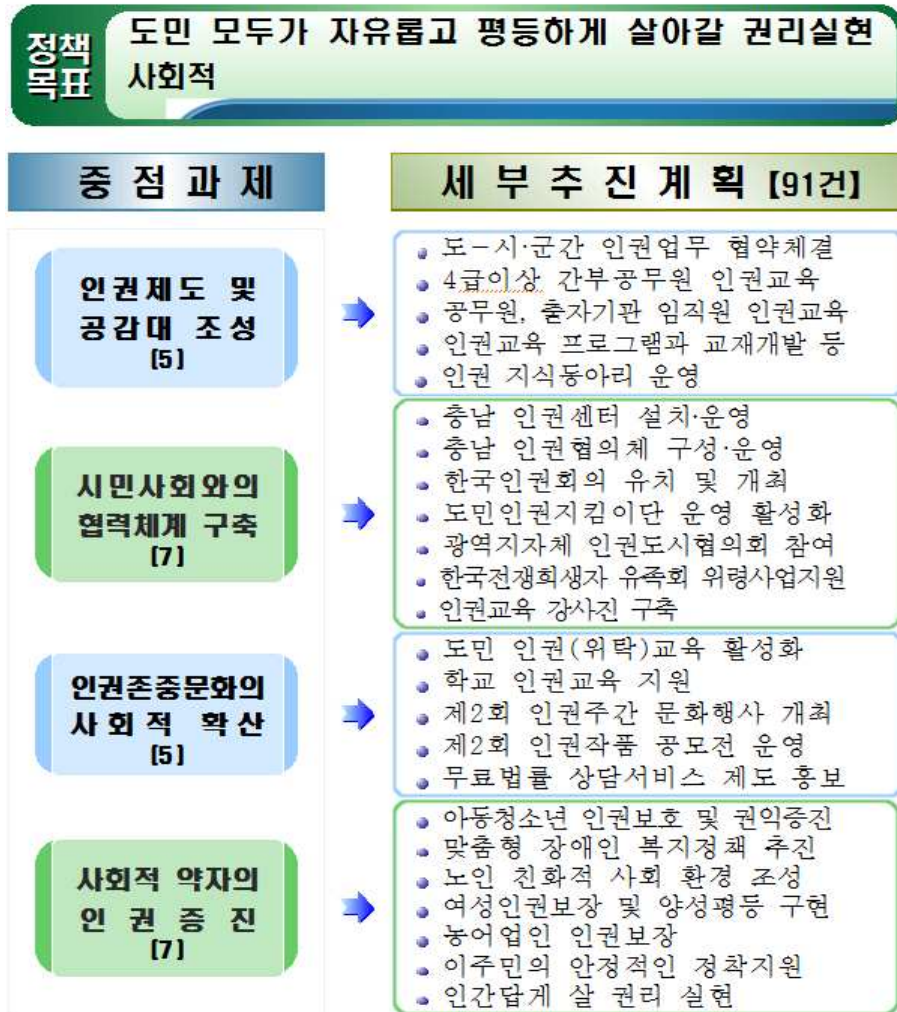 정책
목표
도민 모두가 자유롭고 평등하게 살아갈 권리실현
사회적
중 점 과 제
세 부 추 진 계 획 【91건】
인권제도 및
공감대 조성
(5)
• 도-시·군간 인권업무 협약체결
• 4급이상 간부공무원 인권교육
• 공무원, 출자기관 임직원 인권교육
• 인권교육 프로그램과 교재개발 등
• 인권 지식동아리 운영
시민사회와의
협력체계 구축
(7)
• 충남 인권센터 설치·운영
• 충남 인권협의체 구성·운영
• 한국인권회의 유치 및 개최
• 도민인권지킴이단 운영 활성화
• 광역지자체 인권도시협의회 참여
• 한국전쟁희생자 유족회 위령사업지원
• 인권교육 강사진 구축
인권존중문화의
사회적 확산
(5)
• 도민 인권(위탁)교육 활성화
• 학교 인권교육 지원
• 제2회 인권주간 문화행사 개최
• 제2회 인권작품 공모전 운영
• 무료법률 상담서비스 제도 홍보
사회적 약자의
인 권 증 진
(7)
• 아동청소년 인권보호 및 권익증진
• 맞춤형 장애인 복지정책 추진
• 노인 친화적 사회 환경 조성
• 여성인권보장 및 양성평등 구현
• 농어업인 인권보장
• 이주민의 안정적인 정착지원
• 인간답게 살 권리 실현